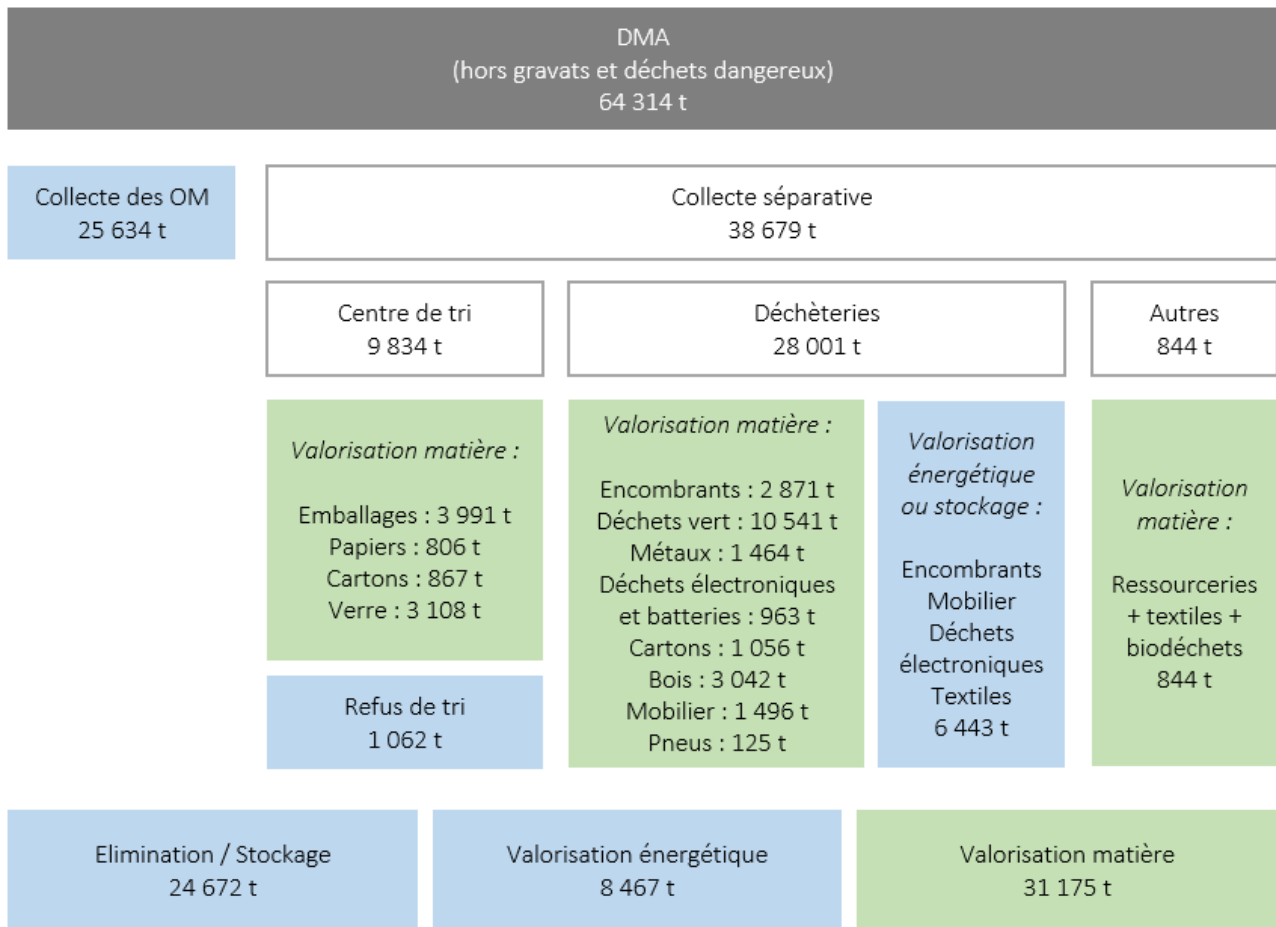 DMA
(hors gravats et déchets dangereux)
64 314 t
Collecte des OM
25 634 t
Collecte séparative
38 679 t
Centre de tri
9 834 t
Déchèteries
28 001 t
Autres
844 t
Valorisation matière :
Emballages : 3 991 t
Papiers : 806 t
Cartons : 867 t
Verre : 3 108 t
Refus de tri
1 062 t
Valorisation matière :
Encombrants : 2 871 t
Déchets vert : 10 541 t
Métaux : 1 464 t
Déchets électroniques
et batteries : 963 t
Cartons : 1 056 t
Bois : 3 042 t
Mobilier : 1 496 t
Pneus : 125 t
Valorisation
énergétique
ou stockage :
Encombrants
Mobilier
Déchets
électroniques
Textiles
6 443 t
Valorisation
matière :
Ressourceries
+ textiles +
biodéchets
844 t
Elimination / Stockage
24 672 t
Valorisation énergétique
8 467 t
Valorisation matière
31 175 t